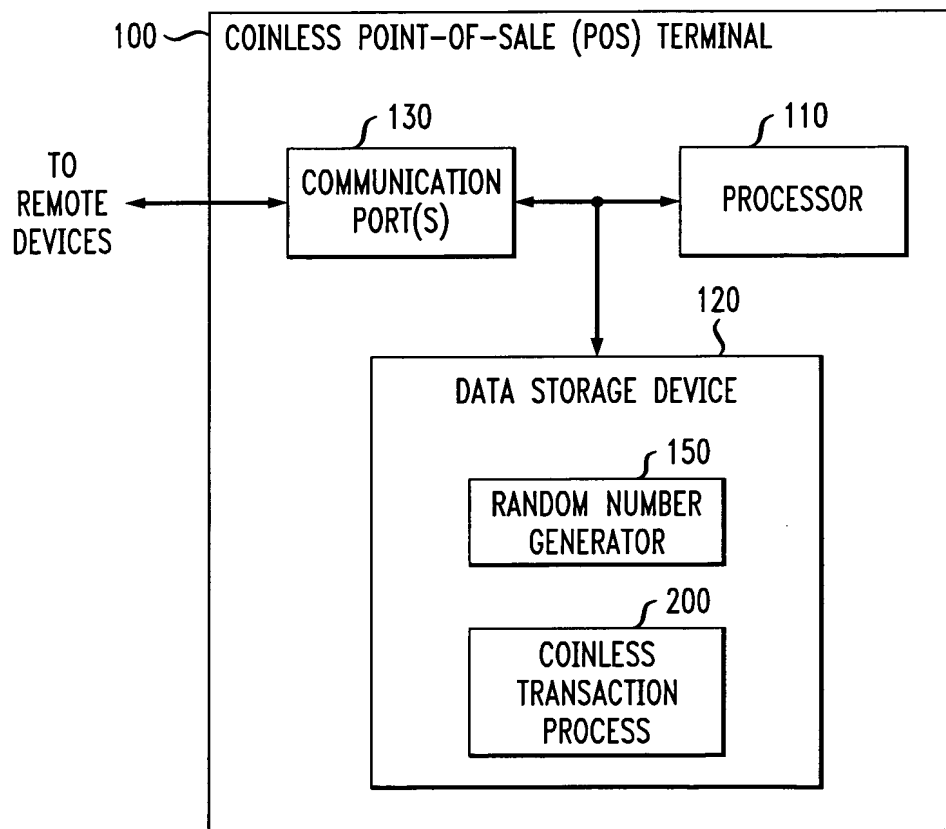 100
COINLESS POINT-OF-SALE (POS) TERMINAL
130
110
TO
REMOTE
DEVICES
COMMUNICATION
PORT(S)
PROCESSOR
120
DATA STORAGE DEVICE
150
RANDOM NUMBER
GENERATOR
200
COINLESS
TRANSACTION
PROCESS